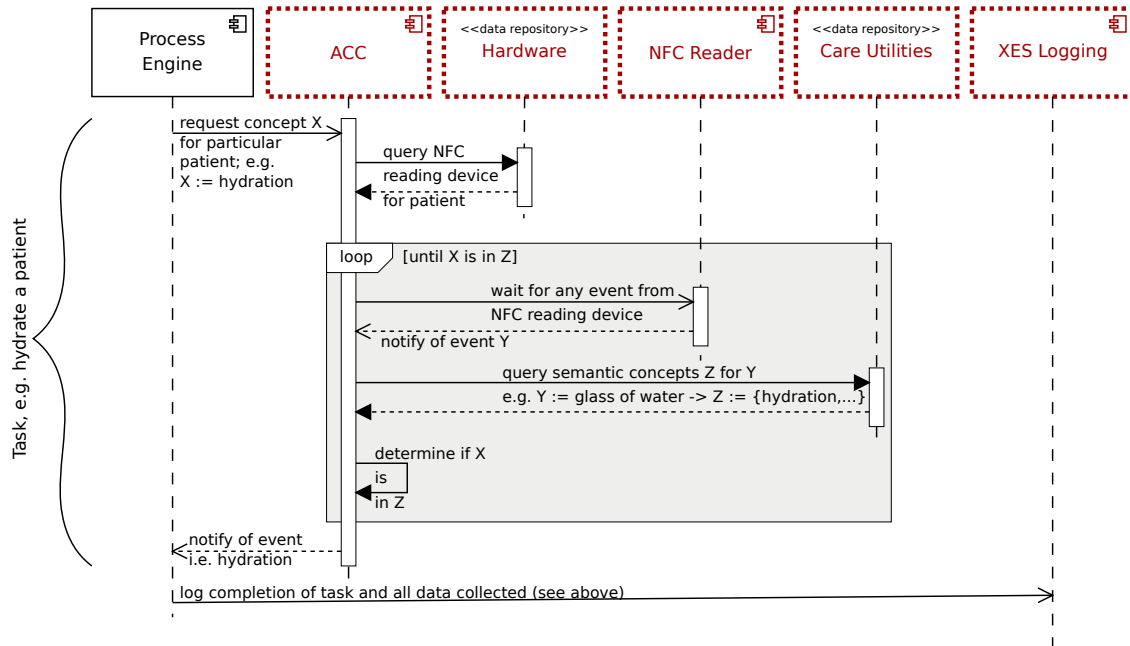 Process
Engine
ACC
<<data repository>>
Hardware
NFC Reader
<<data repository>>
Care Utilities
XES Logging
Task, e.g. hydrate a patient
request concept X
for particular
patient; e.g.
X := hydration
query NFC
reading device
for patient
loop
[until X is in Z]
wait for any event from
NFC reading device
notify of event Y
query semantic concepts Z for Y
e.g. Y := glass of water -> Z := {hydration,...}
determine if X
is
in Z
notify of event
i.e. hydration
log completion of task and all data collected (see above)